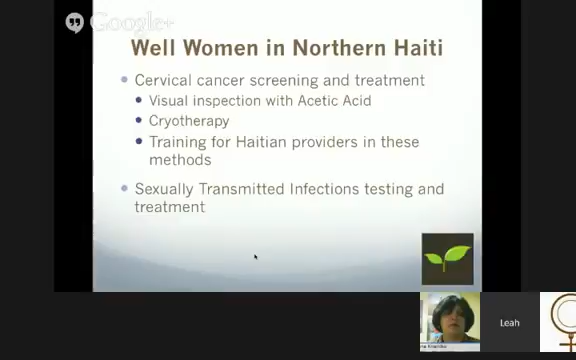 Google+
Well Women in Northern Haiti
Cervical cancer screening and treatment
Visual inspection with Acetic Acid
Cryotherapy
Training for Haitian providers in these
methods
Sexually Transmitted Infections testing and
treatment
Leah